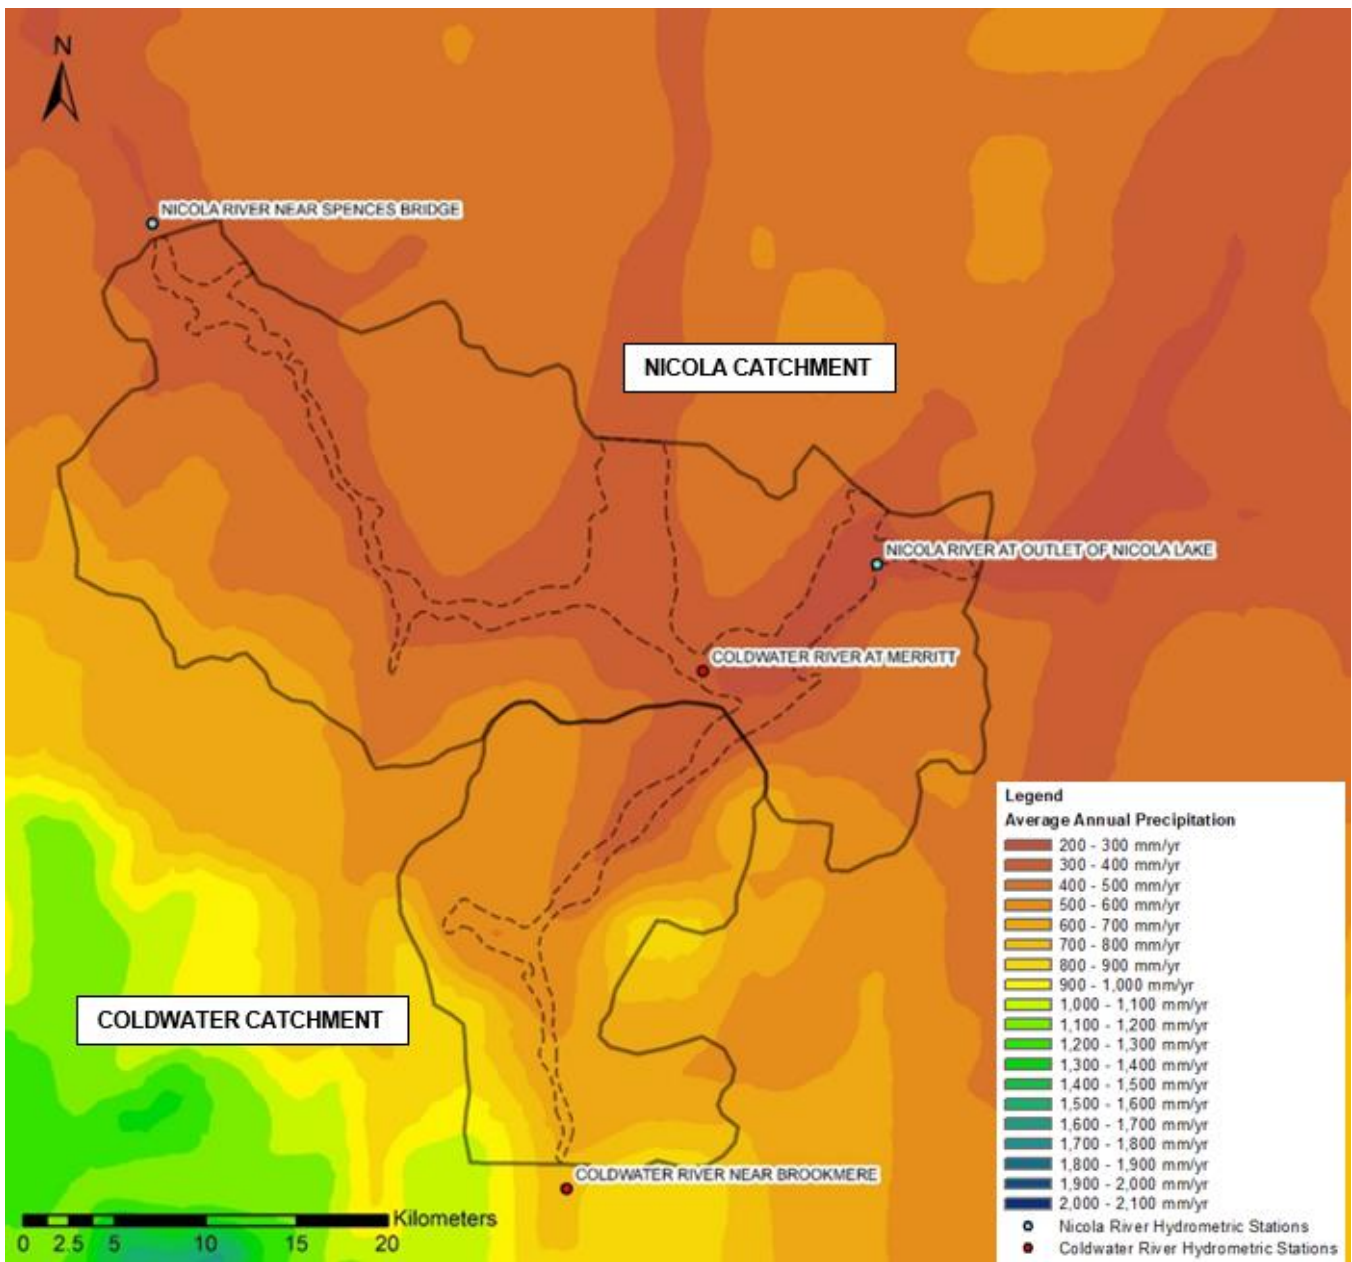 N
NICOLA RIVER NEAR SPENCES BRIDGE
NICOLA CATCHMENT
NICOLA RIVER AT OUTLET OF NICOLA LAKE
COLDWATER RIVER AT MERRITT
COLDWATER CATCHMENT
COLDWATER RIVER NEAR BROOKMERE
Kilometers
0 2.5 5 10 15 20
Legend
Average Annual Precipitation
200 - 300 mm/yr
300 - 400 mm/yr
400 - 500 mm/yr
500 - 600 mm/yr
600 - 700 mm/yr
700 - 800 mm/yr
800 - 900 mm/yr
900 - 1,000 mm/yr
1,000 - 1,100 mm/yr
1,100 - 1,200 mm/yr
1,200 - 1,300 mm/yr
1,300 - 1,400 mm/yr
1,400 - 1,500 mm/yr
1,500 - 1,600 mm/yr
1,600 - 1,700 mm/yr
1,700 - 1,800 mm/yr
1,800 - 1,900 mm/yr
1,900 - 2,000 mm/yr
2,000 - 2,100 mm/yr
Nicola River Hydrometric Stations
Coldwater River Hydrometric Stations